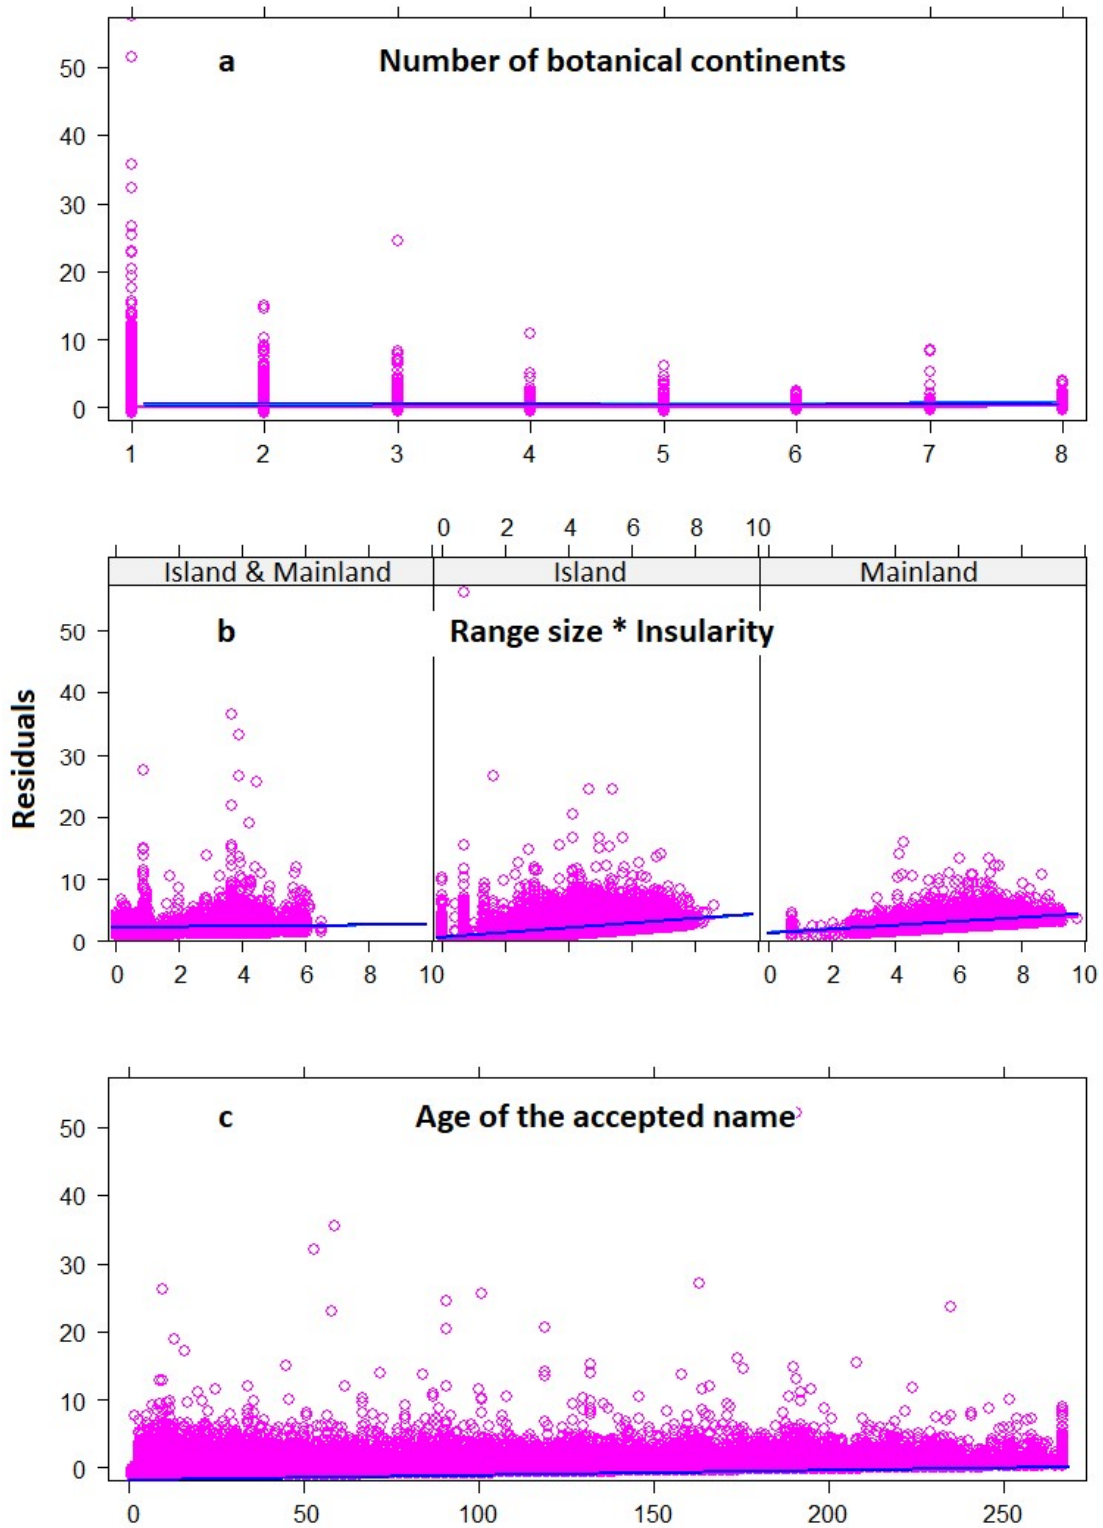 a Number of botanical continents
50
40
30
20
10
0
1 2 3 4 5 6 7 8
0 2 4 6 8 10
Island & Mainland Island Mainland
b Range size * Insularity
50
40
30
20
10
0
Residuals
0 2 4 6 8 10 0 2 4 6 8 10
c Age of the accepted name
50
40
30
20
10
0
0 50 100 150 200 250